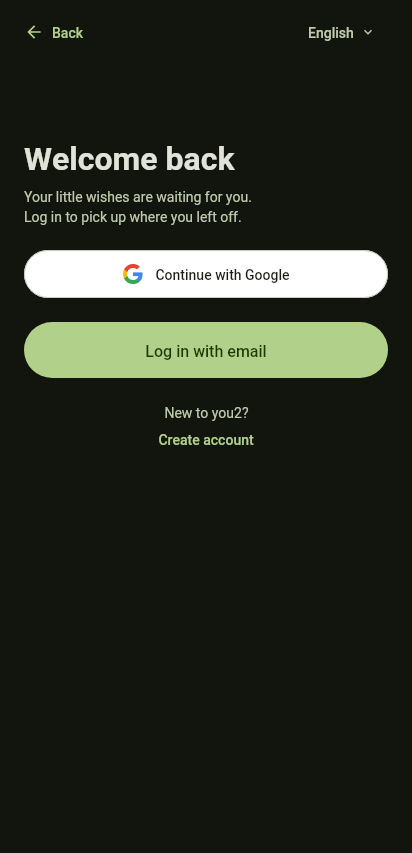 Back
English
Welcome back
Your little wishes are waiting for you.
Log in to pick up where you left off.
Continue with Google
Log in with email
New to you2?
Create account